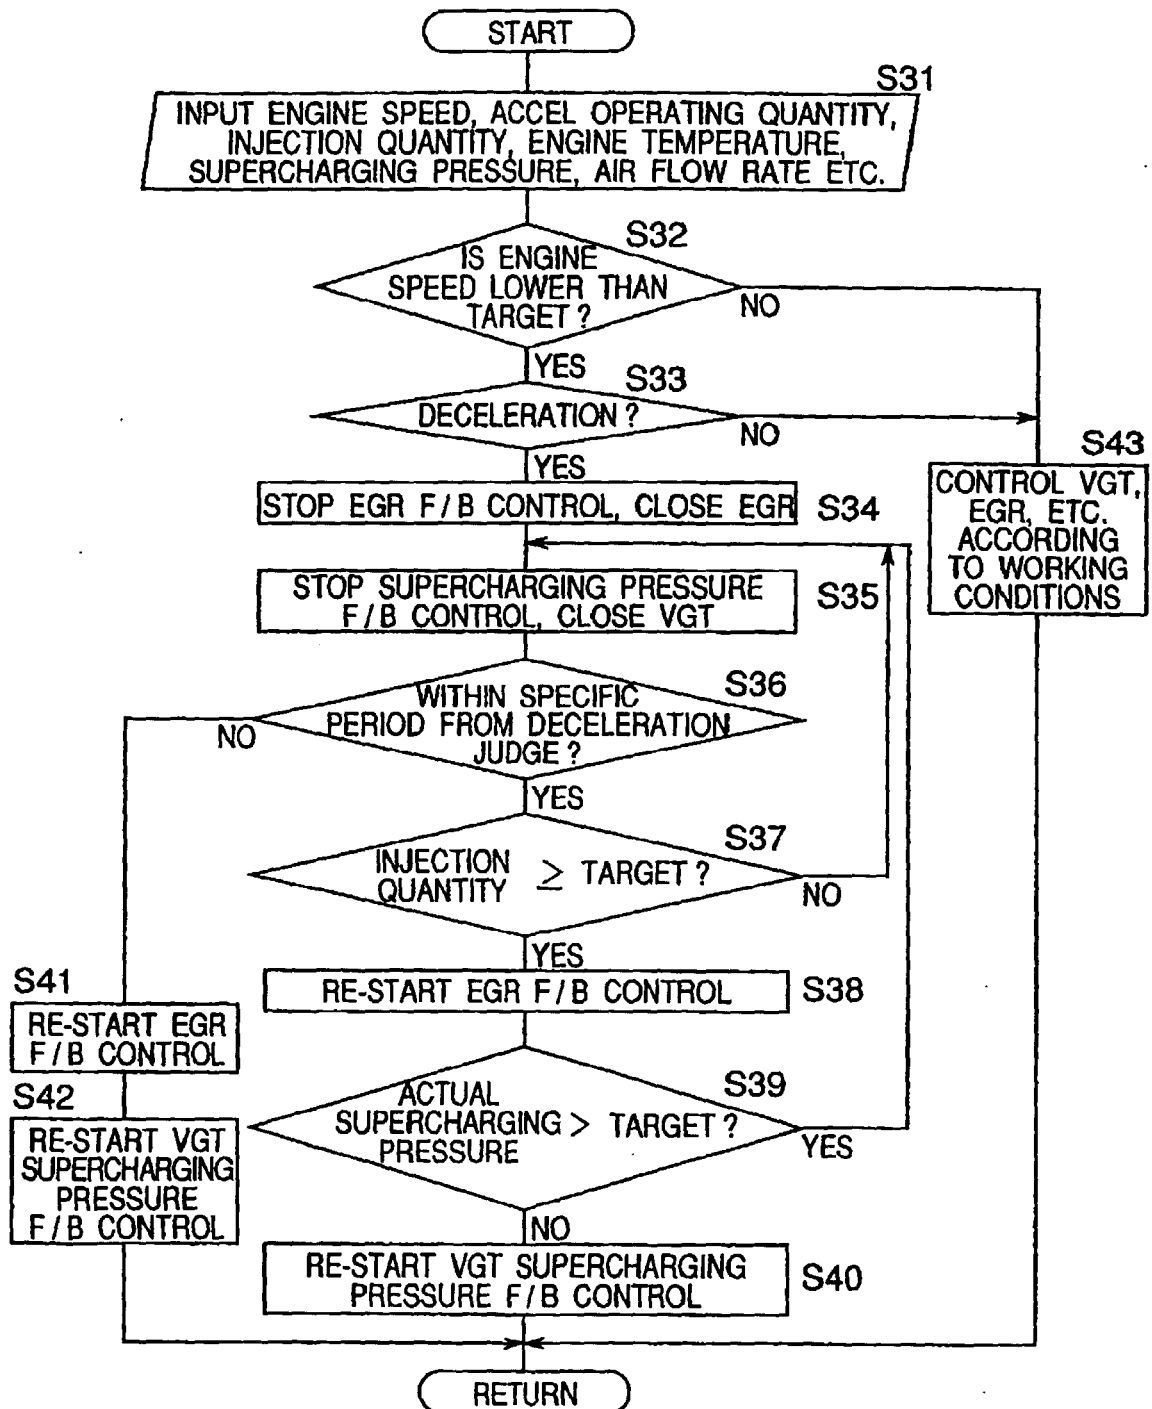 START
S31
INPUT ENGINE SPEED, ACCEL OPERATING QUANTITY,
INJECTION QUANTITY, ENGINE TEMPERATURE,
SUPERCHARGING PRESSURE, AIR FLOW RATE ETC.
S32
IS ENGINE
SPEED LOWER THAN
TARGET ?
NO
YES
S33
DECELERATION ?
NO
YES
S43
CONTROL VGT,
EGR, ETC.
ACCORDING
TO WORKING
CONDITIONS
STOP EGR F/B CONTROL, CLOSE EGR
S34
STOP SUPERCHARGING PRESSURE
F/B CONTROL, CLOSE VGT
S35
S36
WITHIN SPECIFIC
PERIOD FROM DECELERATION
JUDGE ?
NO
YES
S37
INJECTION
QUANTITY ≥ TARGET ?
NO
YES
S41
RE-START EGR
F/B CONTROL
RE-START EGR F/B CONTROL
S38
S42
RE-START VGT
SUPERCHARGING
PRESSURE
F/B CONTROL
S39
ACTUAL
SUPERCHARGING > TARGET ?
PRESSURE
YES
NO
RE-START VGT SUPERCHARGING
PRESSURE F/B CONTROL
S40
RETURN